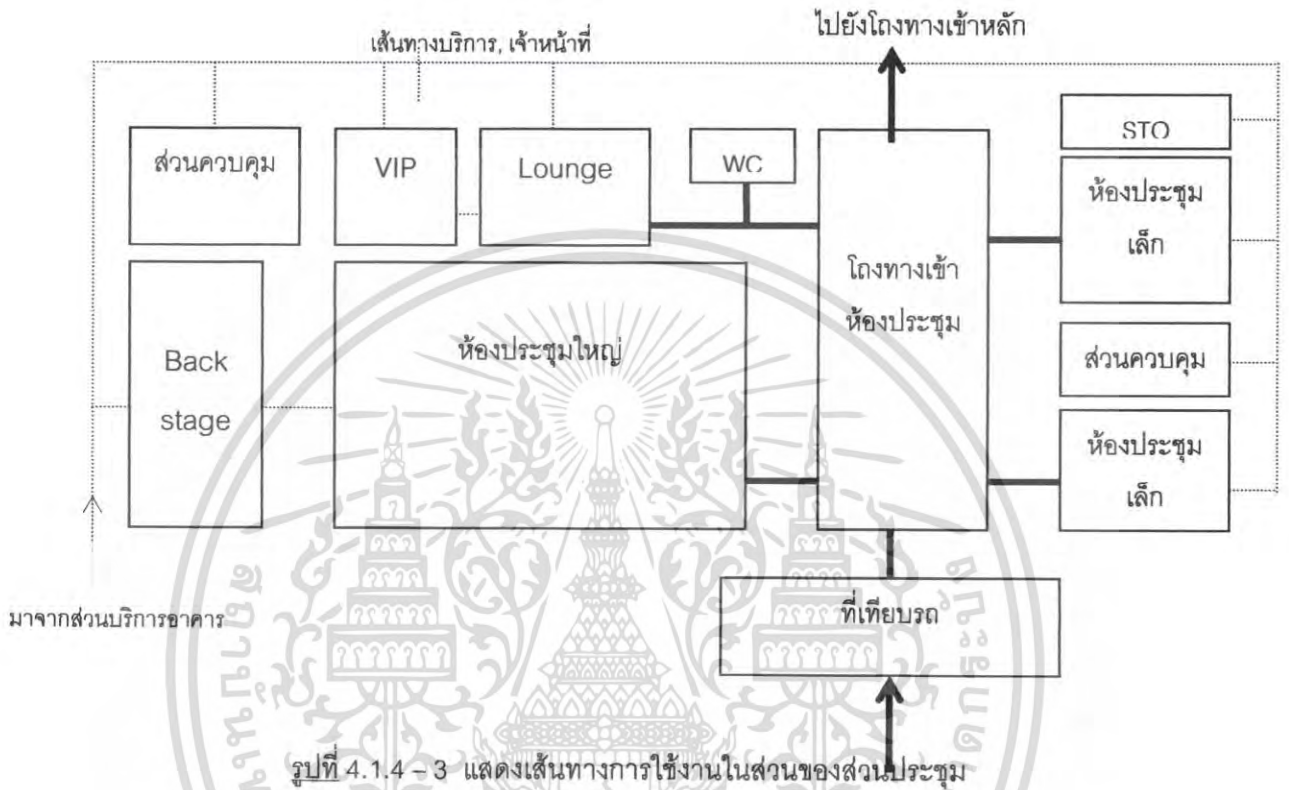 ไปยังโถงทางเข้าหลัก
เส้นทางบริการ, เจ้าหน้าที่
ส่วนควบคุม
VIP
Lounge
WC
STO
ห้องประชุม
เล็ก
โถงทางเข้า
ห้องประชุม
Back
stage
ห้องประชุมใหญ่
ส่วนควบคุม
ห้องประชุม
เล็ก
มาจากส่วนบริการอาคาร
ที่เทียบรถ
รูปที่ 4.1.4 – 3 แสดงเส้นทางการใช้งานในส่วนของส่วนประชุม